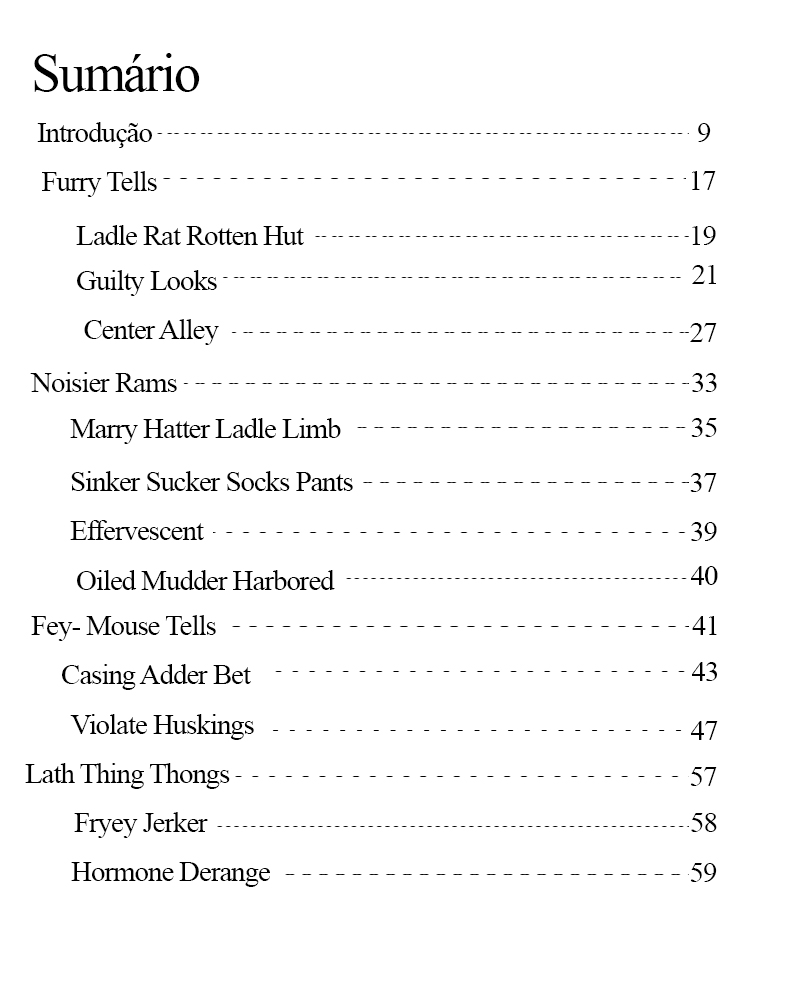 Sumário
Introdução 9
Furry Tells 17
Ladle Rat Rotten Hut 19
Guilty Looks 21
Center Alley 27
Noisier Rams 33
Marry Hatter Ladle Limb 35
Sinker Sucker Socks Pants 37
Effervescent 39
Oiled Mudder Harbored 40
Fey- Mouse Tells 41
Casing Adder Bet 43
Violate Huskings 47
Lath Thing Thongs 57
Fryey Jerker 58
Hormone Derange 59